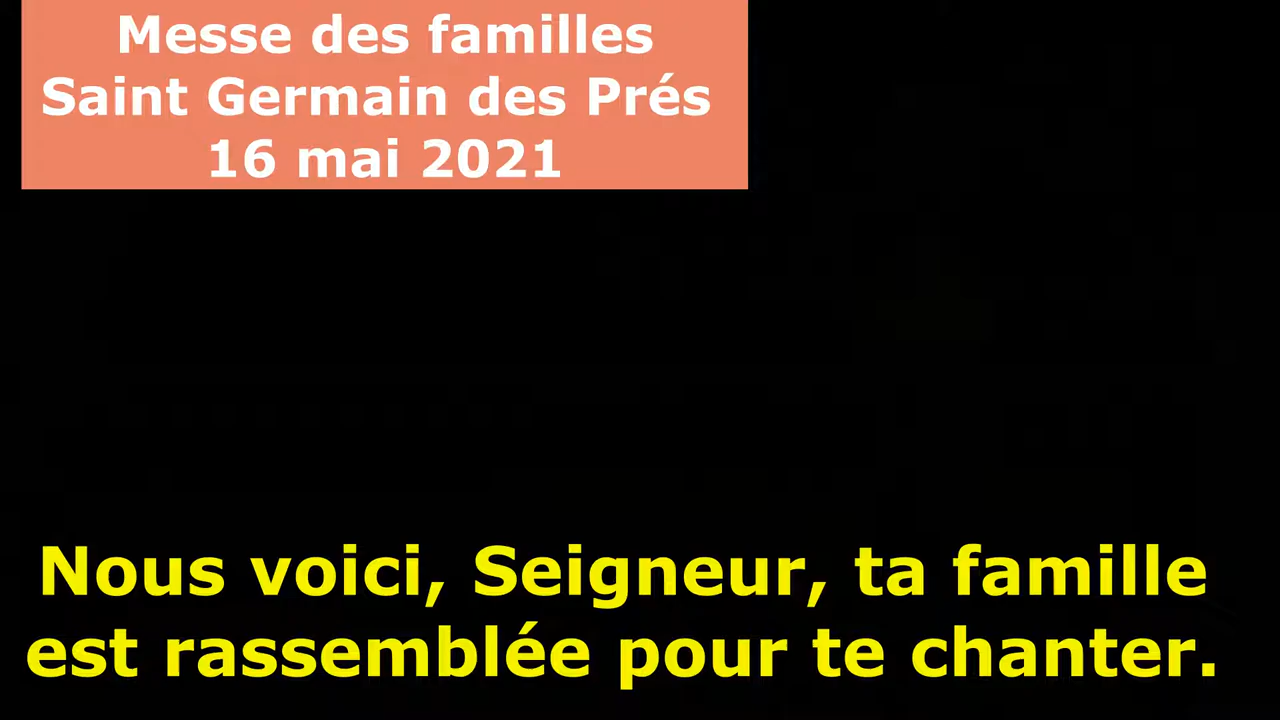 Messe des familles
Saint Germain des Prés
16 mai 2021
Nous voici, Seigneur, ta famille
est rassemblée pour te chanter.